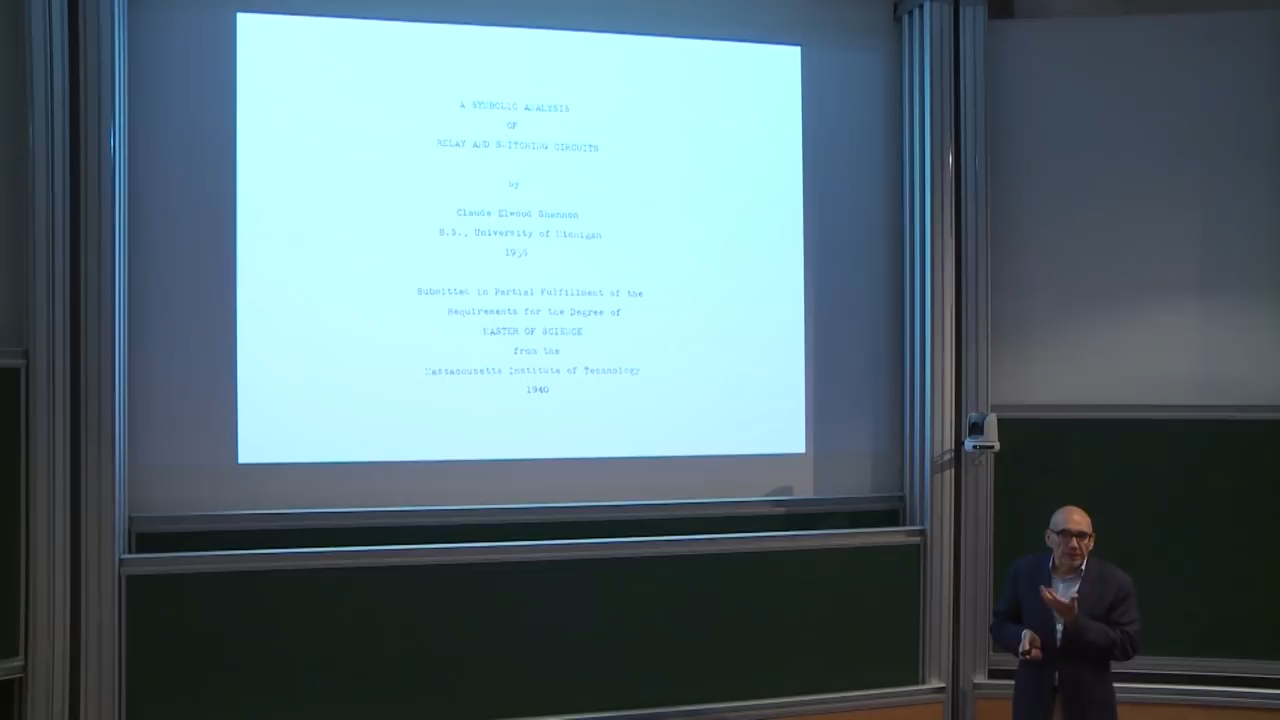 A SYMBOLIC ANALYSIS
OF
RELAY AND SWITCHING CIRCUITS
by
Claude Elwood Shannon
B.S., University of Michigan
1936
Submitted in Partial Fulfillment of the
Requirements for the Degree of
MASTER OF SCIENCE
from the
Massachusetts Institute of Technology
1940